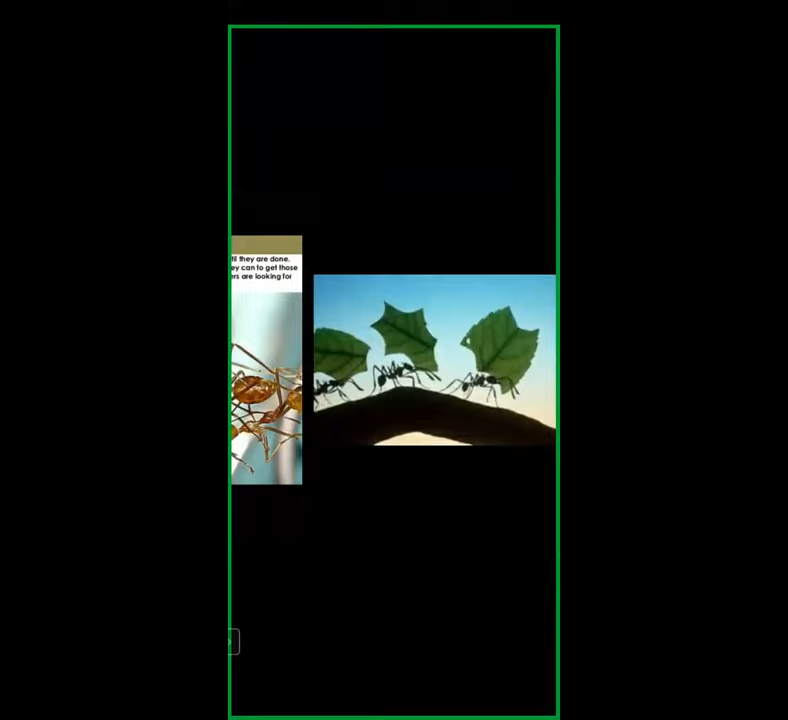 til they are done.
ey can to get those
ers are looking for